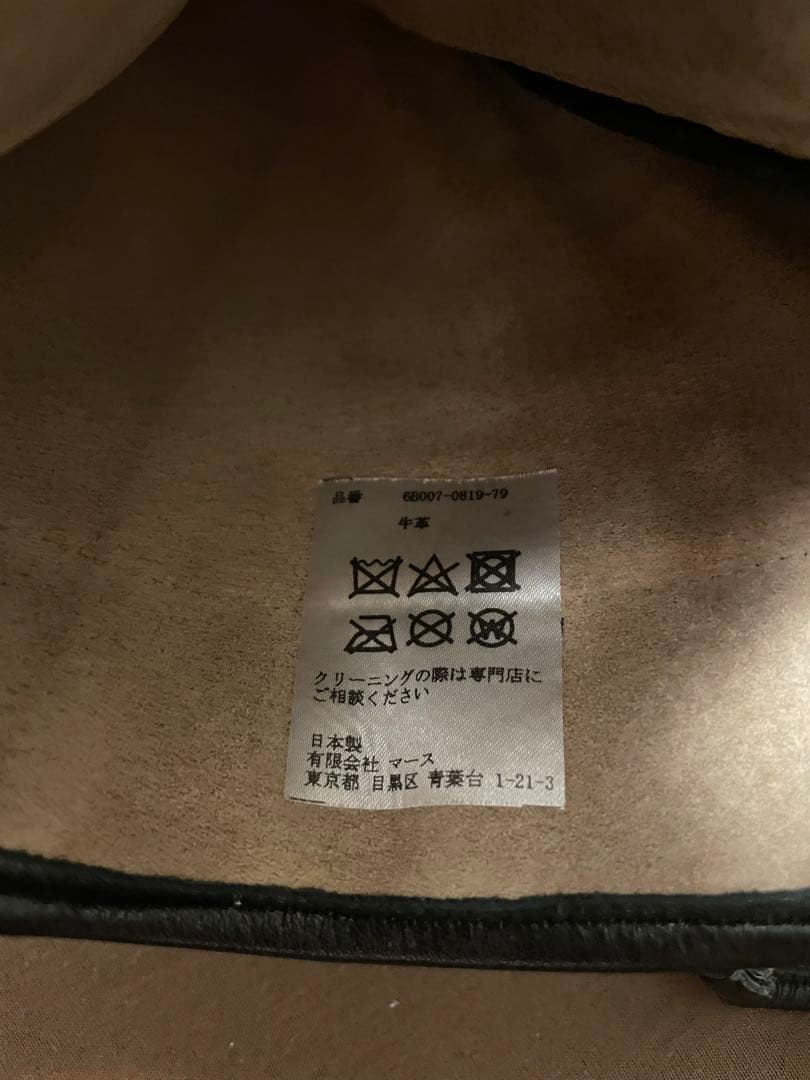 品番 6B007-0819-79
牛革
W
クリーニングの際は専門店に
ご相談ください
日本製
有限会社 マース
東京都 目黒区 青葉台 1-21-3